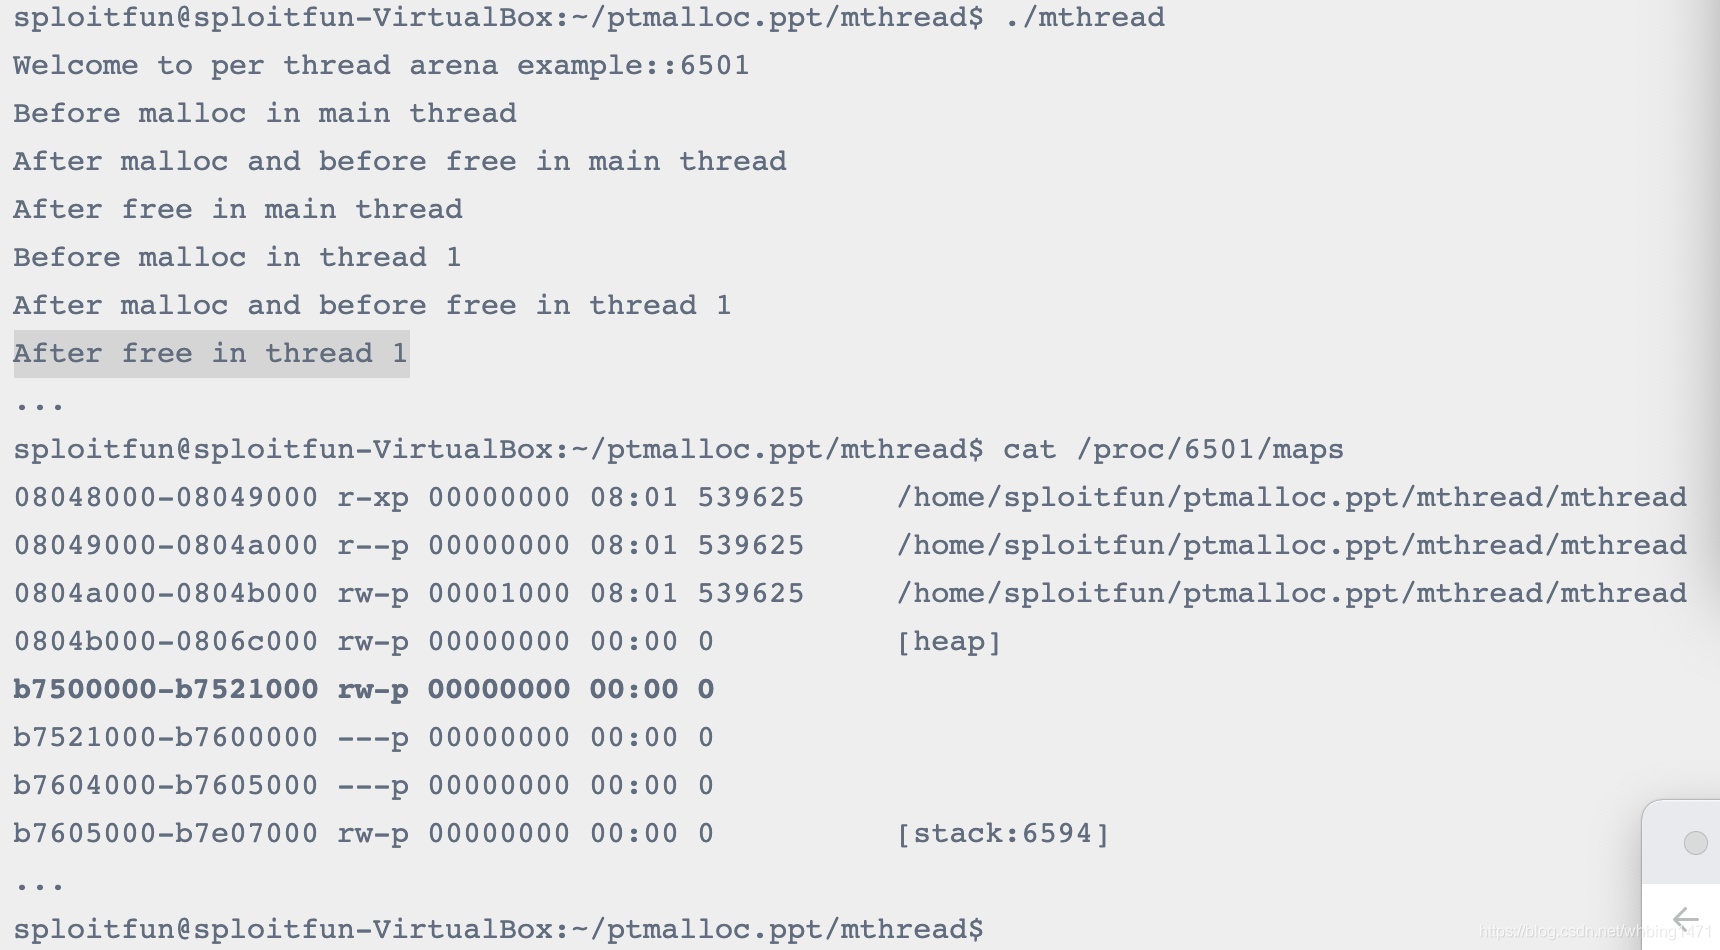 sploitfun@sploitfun-VirtualBox:~/ptmalloc.ppt/mthread$ ./mthread
Welcome to per thread arena example::6501
Before malloc in main thread
After malloc and before free in main thread
After free in main thread
Before malloc in thread 1
After malloc and before free in thread 1
After free in thread 1
...
sploitfun@sploitfun-VirtualBox:~/ptmalloc.ppt/mthread$ cat /proc/6501/maps
08048000-08049000 r-xp 00000000 08:01 539625     /home/sploitfun/ptmalloc.ppt/mthread/mthread
08049000-0804a000 r--p 00000000 08:01 539625     /home/sploitfun/ptmalloc.ppt/mthread/mthread
0804a000-0804b000 rw-p 00001000 08:01 539625     /home/sploitfun/ptmalloc.ppt/mthread/mthread
0804b000-0806c000 rw-p 00000000 00:00 0          [heap]
b7500000-b7521000 rw-p 00000000 00:00 0
b7521000-b7600000 ---p 00000000 00:00 0
b7604000-b7605000 ---p 00000000 00:00 0
b7605000-b7e07000 rw-p 00000000 00:00 0          [stack:6594]
...
sploitfun@sploitfun-VirtualBox:~/ptmalloc.ppt/mthread$
https://blog.csdn.net/whbing1471